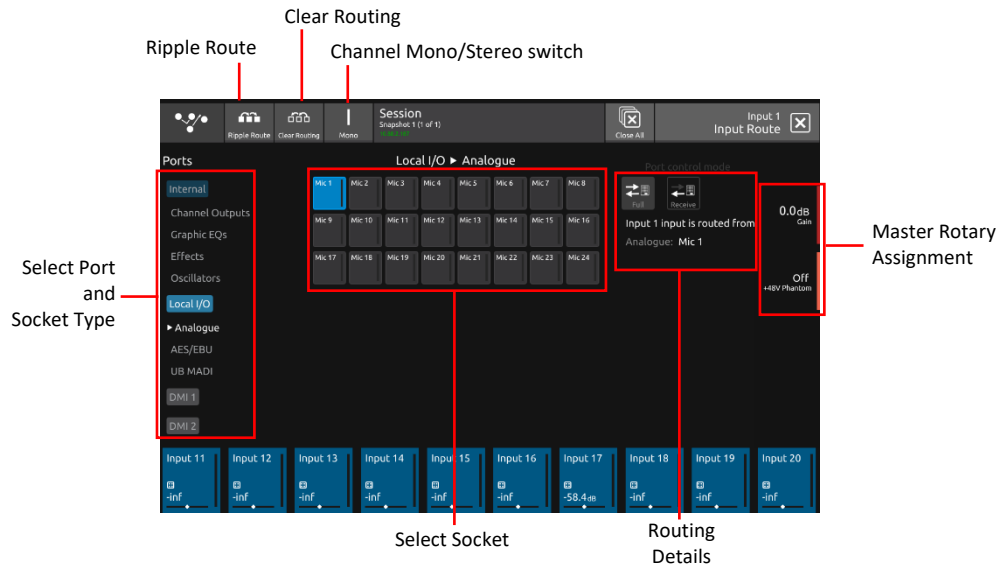 Clear Routing
Ripple Route
Channel Mono/Stereo switch
Ripple Route
Clear Routing
Mono
Session
Snapshot 1 (1 of 1)
Close All
Input 1
Input Route
Ports
Local I/O ▸ Analogue
Port control mode
Internal
Channel Outputs
Graphic EQs
Effects
Oscillators
Local I/O
▸ Analogue
AES/EBU
UB MADI
DMI 1
DMI 2
Mic 1 Mic 2 Mic 3 Mic 4 Mic 5 Mic 6 Mic 7 Mic 8
Mic 9 Mic 10 Mic 11 Mic 12 Mic 13 Mic 14 Mic 15 Mic 16
Mic 17 Mic 18 Mic 19 Mic 20 Mic 21 Mic 22 Mic 23 Mic 24
Full
Receive
Input 1 input is routed from
Analogue: Mic 1
0.0dB
Gain
Off
+48V Phantom
Master Rotary
Assignment
Select Port
and
Socket Type
Input 11 Input 12 Input 13 Input 14 Input 15 Input 16 Input 17 Input 18 Input 19 Input 20
-inf -inf -inf -inf -inf -inf -58.4dB -inf -inf -inf
Select Socket
Routing
Details